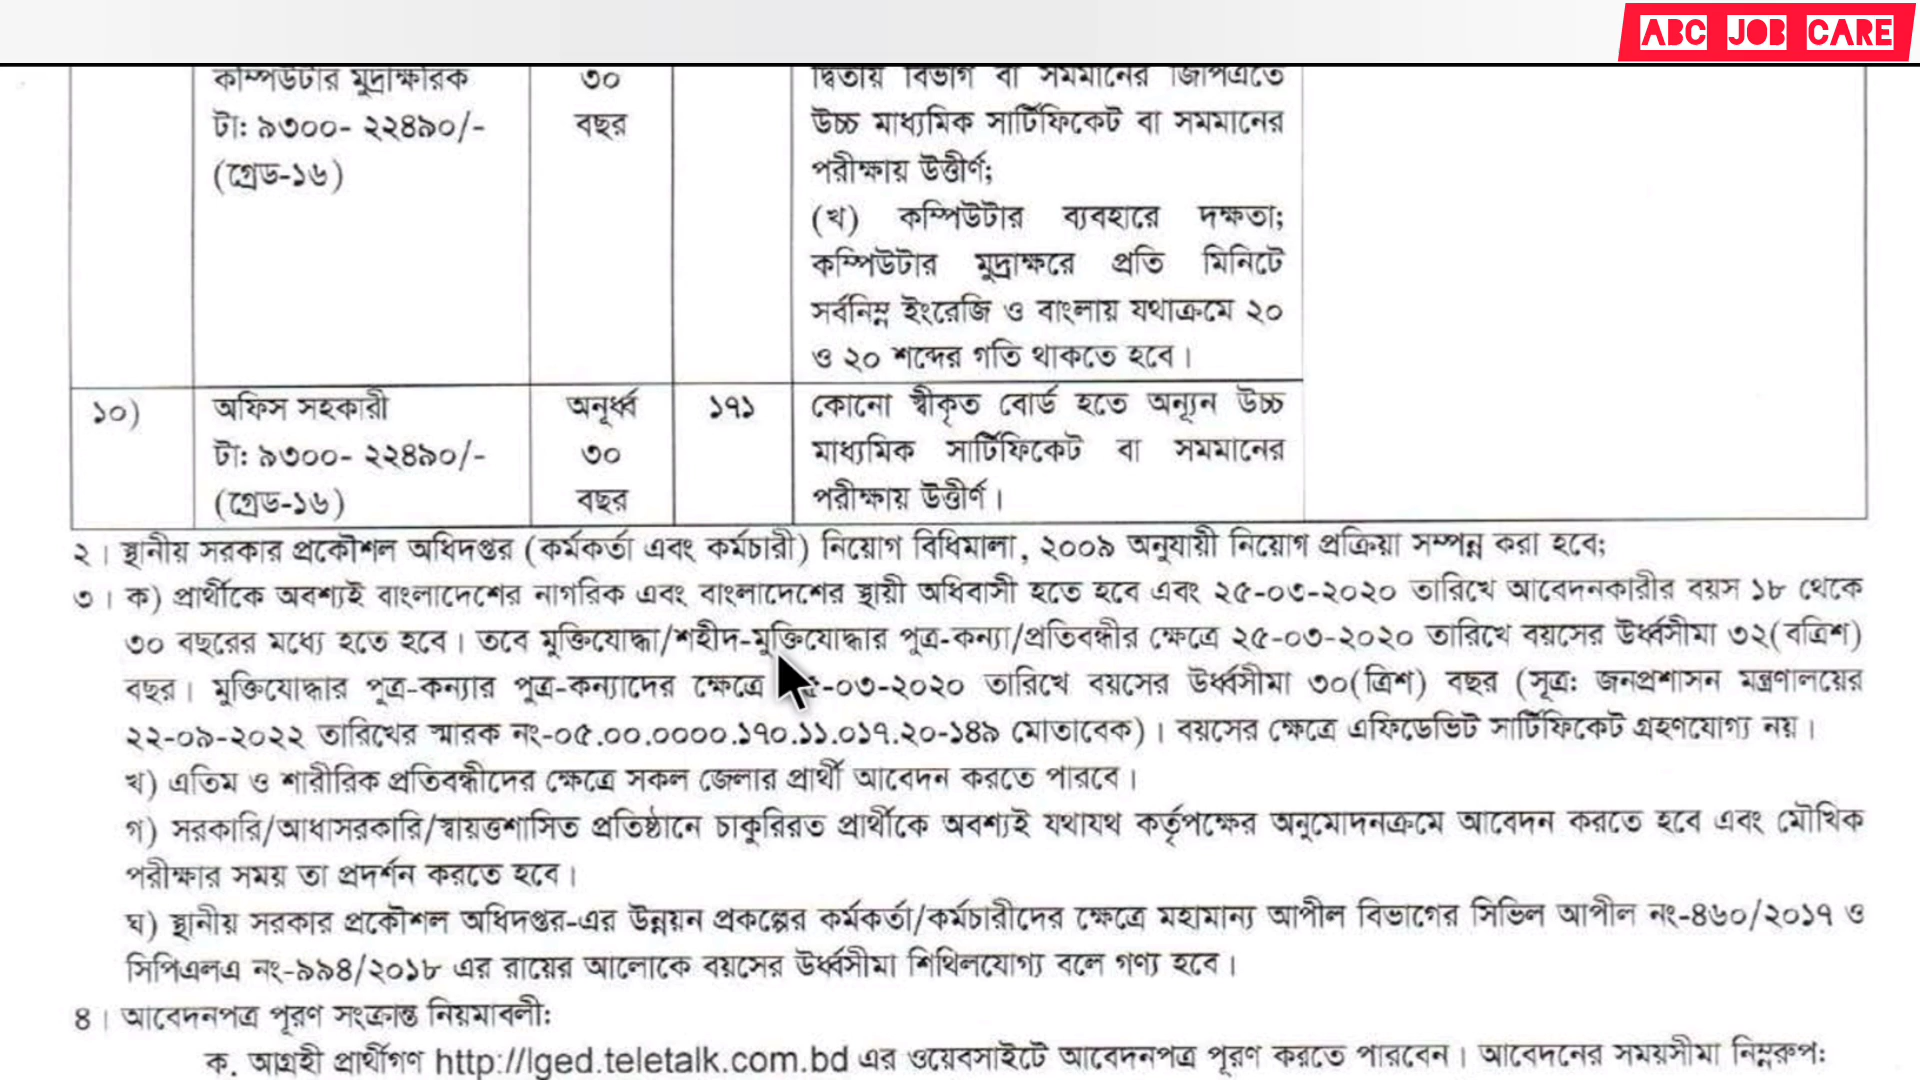 ABC JOB CARE
কম্পিউটার মুদ্রাক্ষরিক
টাঃ ৯৩০০- ২২৪৯০/-
(গ্রেড-১৬)
৩০
বছর
দ্বিতীয় বিভাগ বা সমমানের জিপিএতে
উচ্চ মাধ্যমিক সার্টিফিকেট বা সমমানের
পরীক্ষায় উত্তীর্ণ;
(খ) কম্পিউটার ব্যবহারে দক্ষতা;
কম্পিউটার মুদ্রাক্ষরে প্রতি মিনিটে
সর্বনিম্ন ইংরেজি ও বাংলায় যথাক্রমে ২০
ও ২০ শব্দের গতি থাকতে হবে।
১০)
অফিস সহকারী
টাঃ ৯৩০০- ২২৪৯০/-
(গ্রেড-১৬)
অনূর্ধ্ব
৩০
বছর
১৭১
কোনো স্বীকৃত বোর্ড হতে অন্যূন উচ্চ
মাধ্যমিক সার্টিফিকেট বা সমমানের
পরীক্ষায় উত্তীর্ণ।
২। স্থানীয় সরকার প্রকৌশল অধিদপ্তর (কর্মকর্তা এবং কর্মচারী) নিয়োগ বিধিমালা, ২০০৯ অনুযায়ী নিয়োগ প্রক্রিয়া সম্পন্ন করা হবে;
৩। ক) প্রার্থীকে অবশ্যই বাংলাদেশের নাগরিক এবং বাংলাদেশের স্থায়ী অধিবাসী হতে হবে এবং ২৫-০৩-২০২০ তারিখে আবেদনকারীর বয়স ১৮ থেকে
৩০ বছরের মধ্যে হতে হবে। তবে মুক্তিযোদ্ধা/শহীদ-মুক্তিযোদ্ধার পুত্র-কন্যা/প্রতিবন্ধীর ক্ষেত্রে ২৫-০৩-২০২০ তারিখে বয়সের উর্ধ্বসীমা ৩২(বত্রিশ)
বছর। মুক্তিযোদ্ধার পুত্র-কন্যার পুত্র-কন্যাদের ক্ষেত্রে ৫-০৩-২০২০ তারিখে বয়সের উর্ধ্বসীমা ৩০(ত্রিশ) বছর (সূত্রঃ জনপ্রশাসন মন্ত্রণালয়ের
২২-০৯-২০২২ তারিখের স্মারক নং-০৫.০০.০০০০.১৭০.১১.০১৭.২০-১৪৯ মোতাবেক)। বয়সের ক্ষেত্রে এফিডেভিট সার্টিফিকেট গ্রহণযোগ্য নয়।
খ) এতিম ও শারীরিক প্রতিবন্ধীদের ক্ষেত্রে সকল জেলার প্রার্থী আবেদন করতে পারবে।
গ) সরকারি/আধাসরকারি/স্বায়ত্তশাসিত প্রতিষ্ঠানে চাকুরিরত প্রার্থীকে অবশ্যই যথাযথ কর্তৃপক্ষের অনুমোদনক্রমে আবেদন করতে হবে এবং মৌখিক
পরীক্ষার সময় তা প্রদর্শন করতে হবে।
ঘ) স্থানীয় সরকার প্রকৌশল অধিদপ্তর-এর উন্নয়ন প্রকল্পের কর্মকর্তা/কর্মচারীদের ক্ষেত্রে মহামান্য আপীল বিভাগের সিভিল আপীল নং-৪৬০/২০১৭ ও
সিপিএলএ নং-৯৯৪/২০১৮ এর রায়ের আলোকে বয়সের উর্ধ্বসীমা শিথিলযোগ্য বলে গণ্য হবে।
৪। আবেদনপত্র পূরণ সংক্রান্ত নিয়মাবলী:
ক. আগ্রহী প্রার্থীগণ http://lged.teletalk.com.bd এর ওয়েবসাইটে আবেদনপত্র পূরণ করতে পারবেন। আবেদনের সময়সীমা নিম্নরুপ: